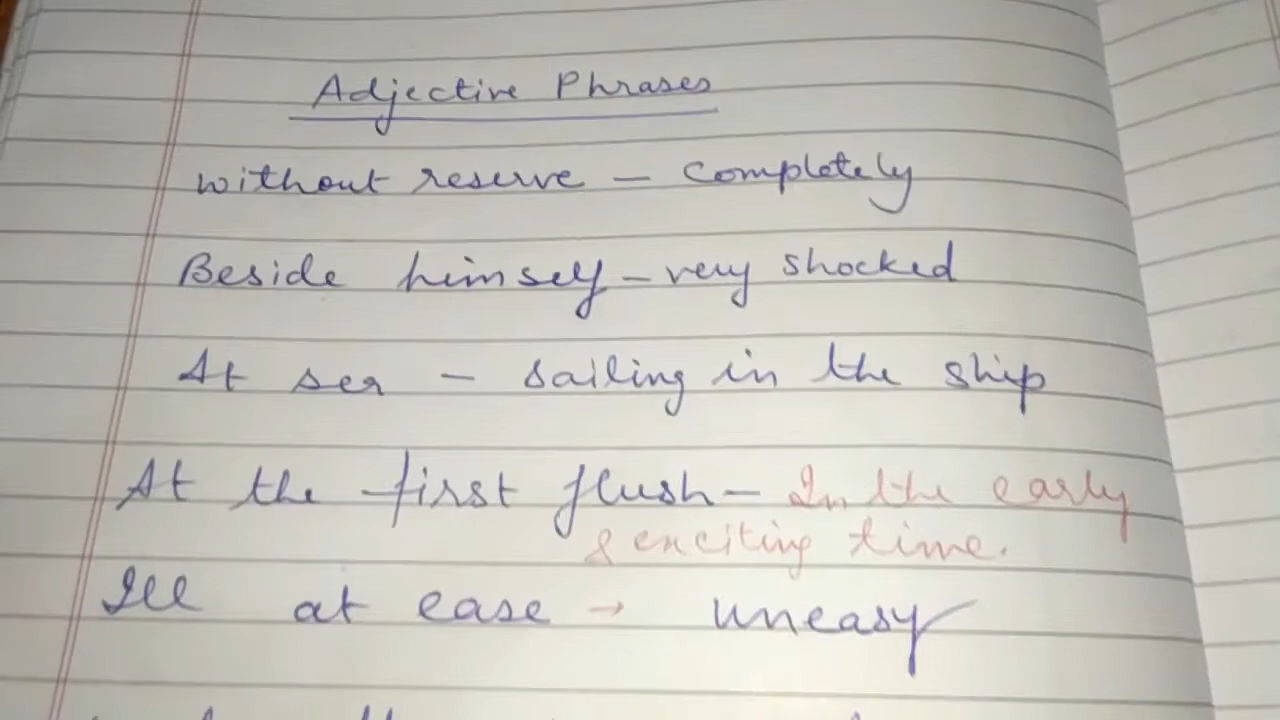 Adjective Phrases
without reserve – completely
Beside himself – very shocked
At sea – sailing in the ship
At the first flush – In the early
& exciting time.
Ill at ease → uneasy